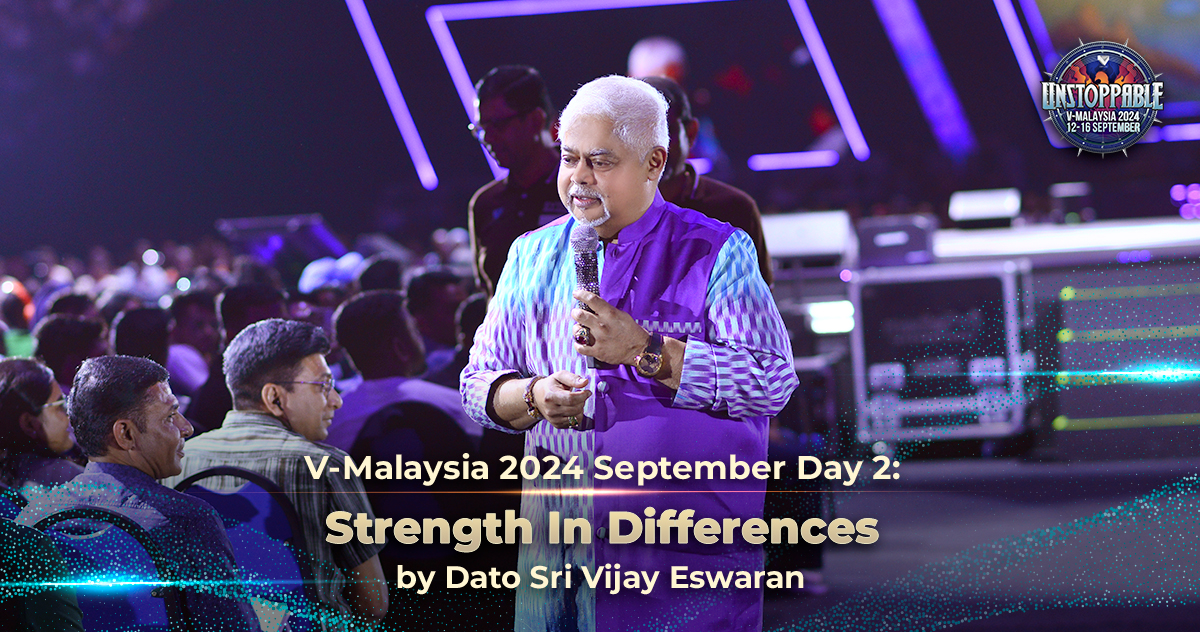 UNSTOPPABLE
V-MALAYSIA 2024
12-16 SEPTEMBER
V-Malaysia 2024 September Day 2:
Strength In Differences
by Dato Sri Vijay Eswaran